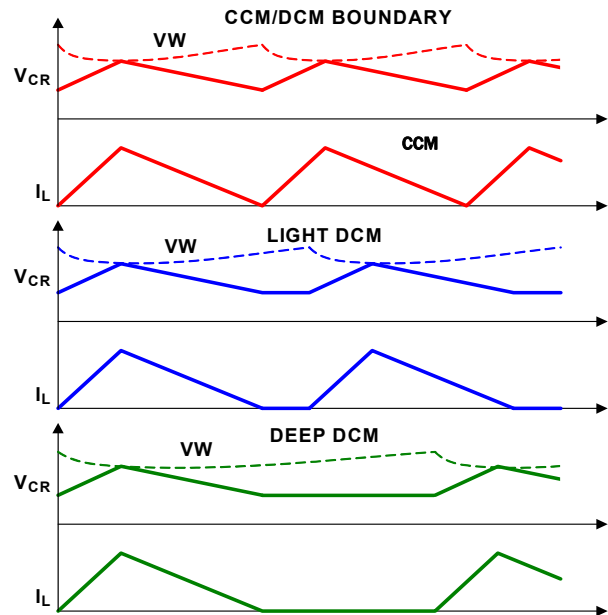 CCM/DCM BOUNDARY
VW
VCR
CCM
IL
LIGHT DCM
VW
VCR
IL
DEEP DCM
VW
VCR
IL